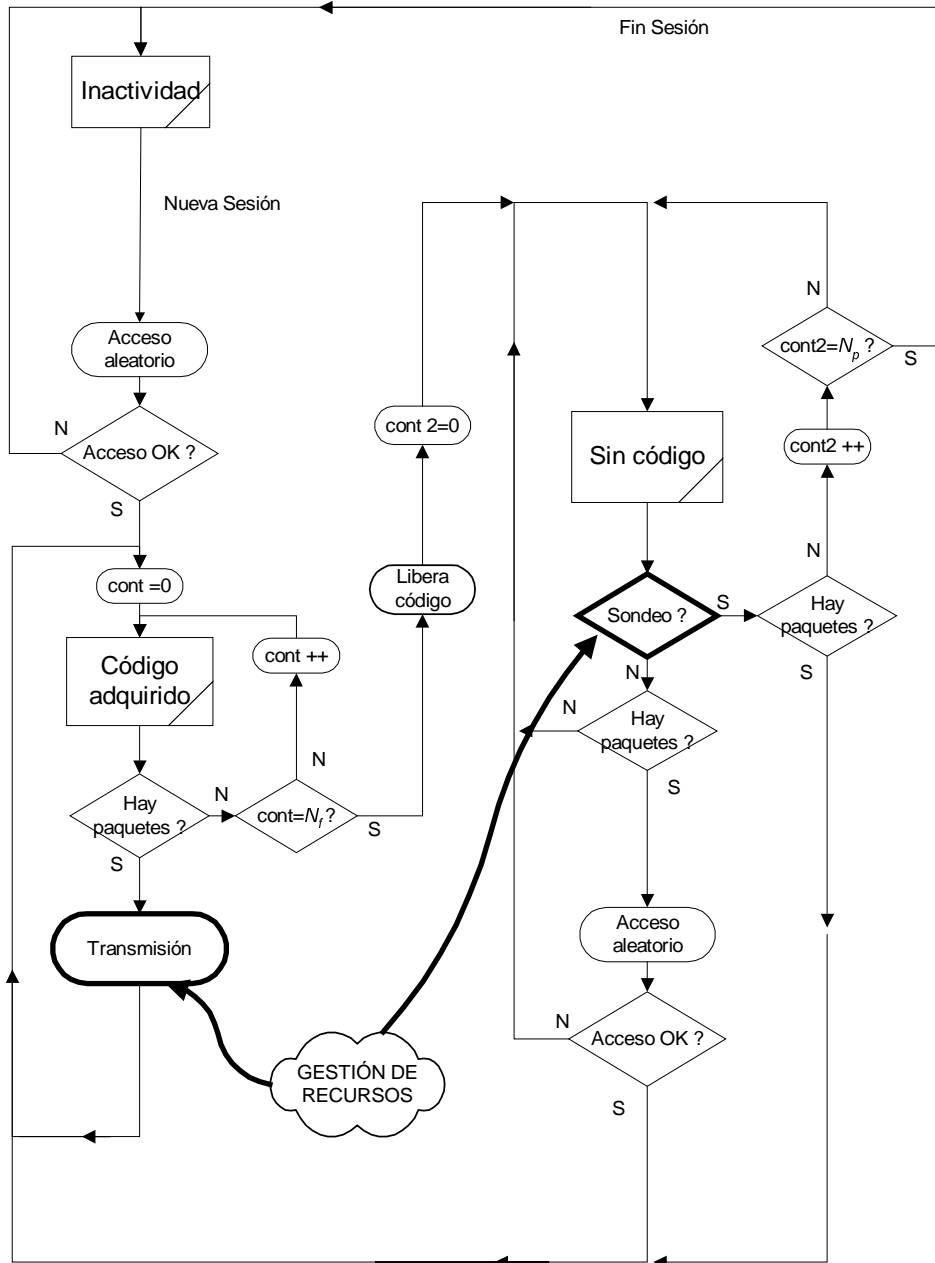 Fin Sesión
Inactividad
Nueva Sesión
Acceso
aleatorio
N
Acceso OK ?
S
cont =0
Código
adquirido
cont ++
N
Hay
paquetes ?
N
cont=Nf?
S
S
Transmisión
GESTIÓN DE
RECURSOS
cont 2=0
Libera
código
Sin código
Sondeo ?
S
N
Hay
paquetes ?
N
S
Acceso
aleatorio
Acceso OK ?
N
S
Hay
paquetes ?
N
S
cont2 ++
cont2=Np ?
N
S